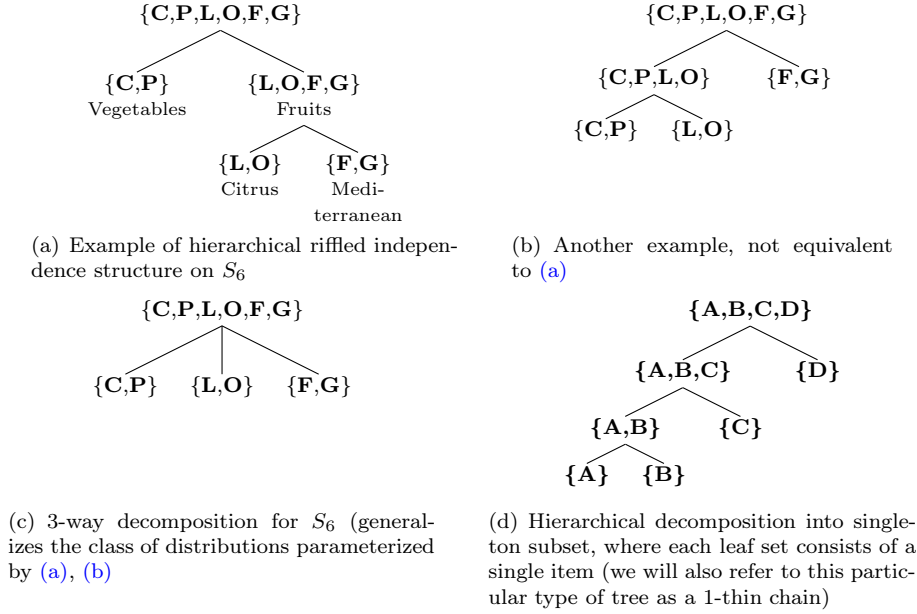 {C,P,L,O,F,G}
{C,P} {L,O,F,G}
Vegetables Fruits
{L,O} {F,G}
Citrus Medi-
terranean
(a) Example of hierarchical riffled indepen-
dence structure on S6
{C,P,L,O,F,G}
{C,P,L,O} {F,G}
{C,P} {L,O}
(b) Another example, not equivalent
to (a)
{C,P,L,O,F,G}
{C,P} {L,O} {F,G}
(c) 3-way decomposition for S6 (general-
izes the class of distributions parameterized
by (a), (b)
{A,B,C,D}
{A,B,C} {D}
{A,B} {C}
{A} {B}
(d) Hierarchical decomposition into single-
ton subset, where each leaf set consists of a
single item (we will also refer to this partic-
ular type of tree as a 1-thin chain)